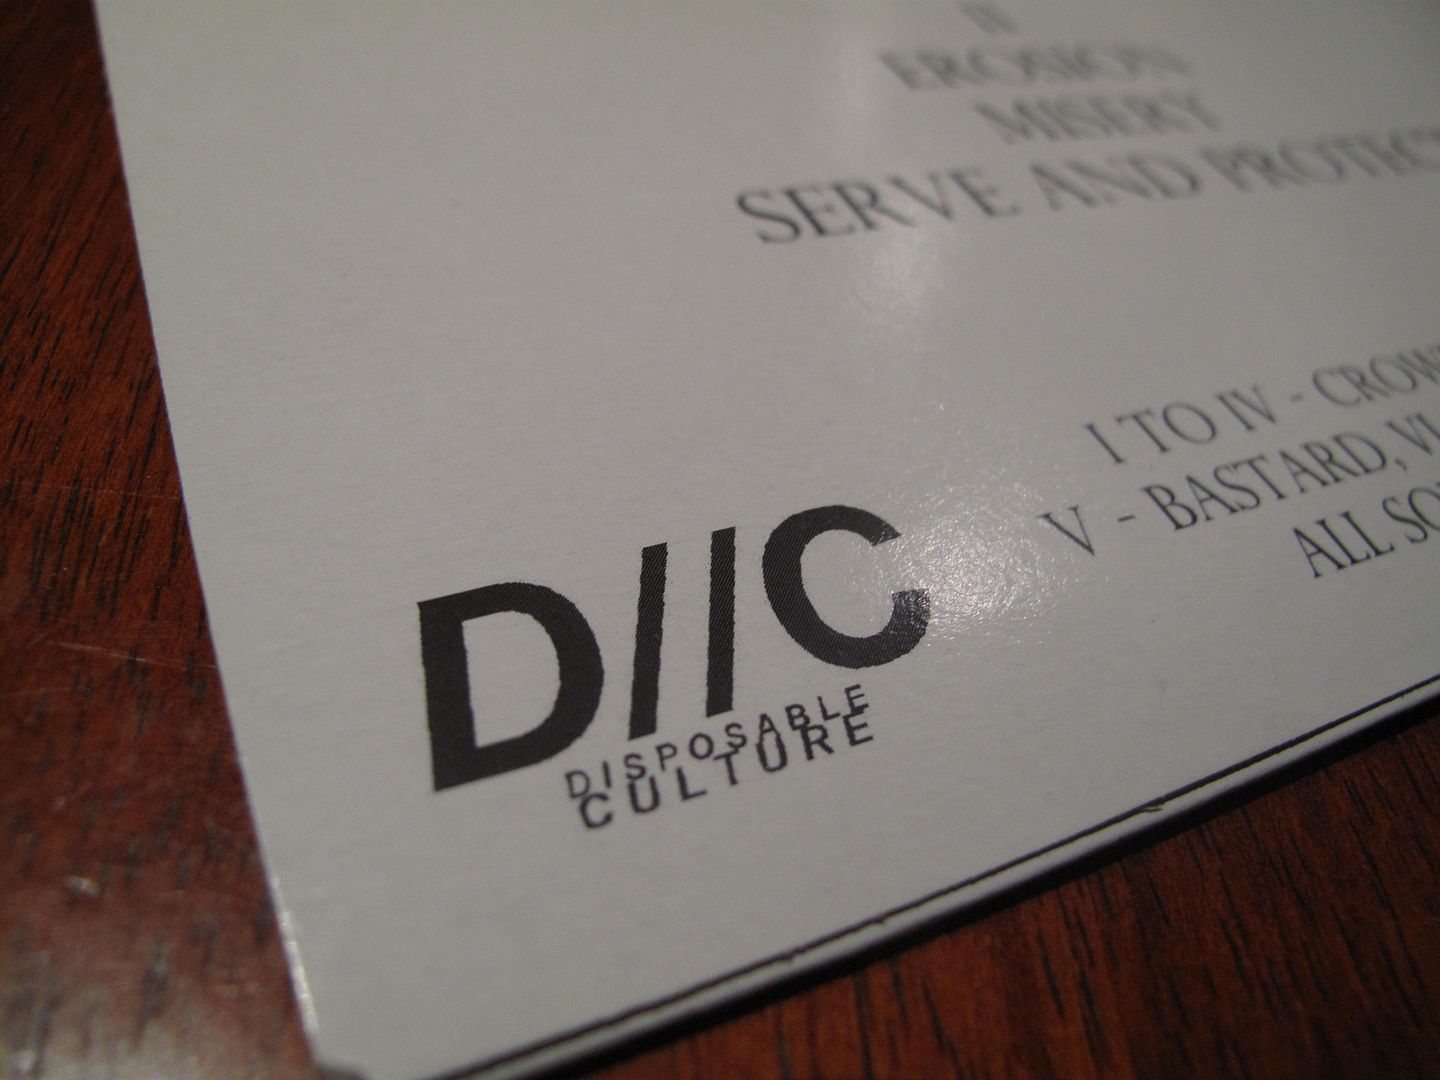 EROSION
MISERY
SERVE AND PROTECT
I TO IV - CROW
V - BASTARD, VI
ALL SO
D//C
DISPOSABLE
CULTURE